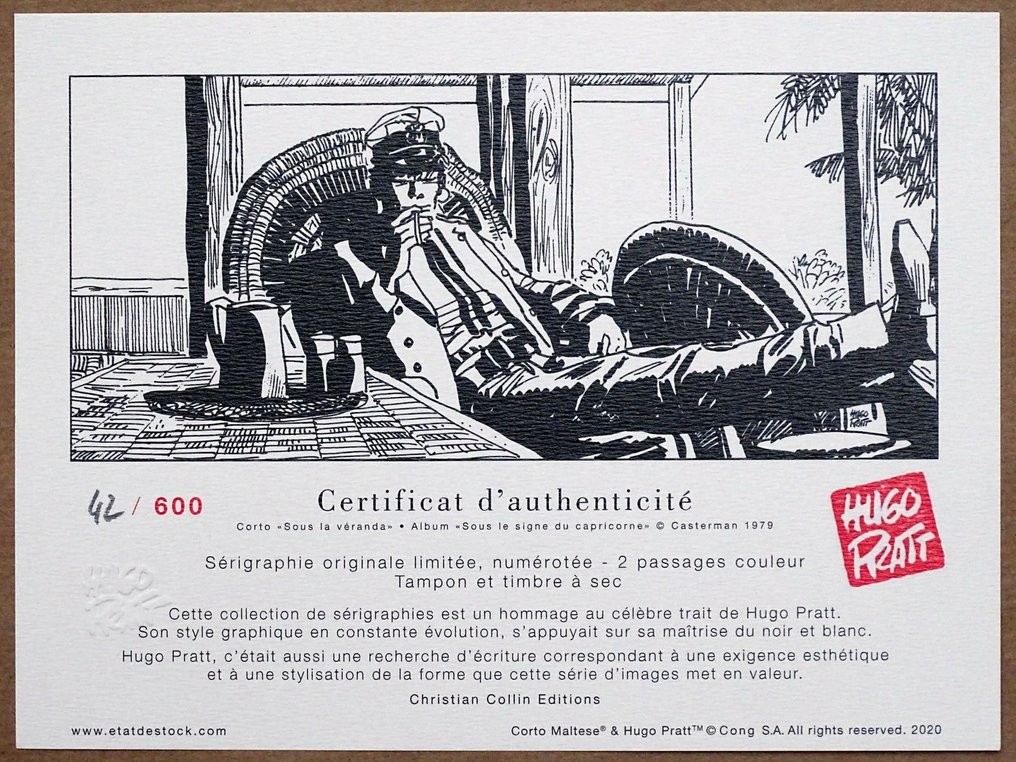 HUGO
PRATT
42 / 600
Certificat d'authenticité
Corto «Sous la véranda» • Album «Sous le signe du capricorne» © Casterman 1979
HUGO
PRATT
Sérigraphie originale limitée, numérotée - 2 passages couleur
Tampon et timbre à sec
HUGO
PRATT
Cette collection de sérigraphies est un hommage au célèbre trait de Hugo Pratt.
Son style graphique en constante évolution, s'appuyait sur sa maîtrise du noir et blanc.
Hugo Pratt, c'était aussi une recherche d'écriture correspondant à une exigence esthétique
et à une stylisation de la forme que cette série d'images met en valeur.
Christian Collin Editions
www.etatdestock.com
Corto Maltese® & Hugo Pratt™ © Cong S.A. All rights reserved. 2020